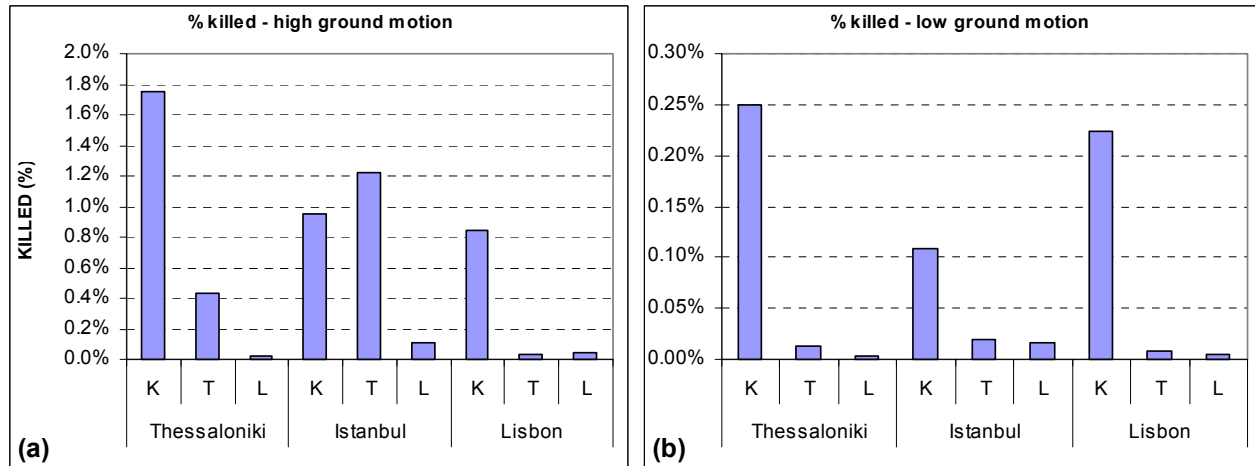 % killed - high ground motion
KILLED (%)
2.0%
1.8%
1.6%
1.4%
1.2%
1.0%
0.8%
0.6%
0.4%
0.2%
0.0%
K T L K T L K T L
Thessaloniki Istanbul Lisbon
(a)
% killed - low ground motion
0.30%
0.25%
0.20%
0.15%
0.10%
0.05%
0.00%
K T L K T L K T L
Thessaloniki Istanbul Lisbon
(b)